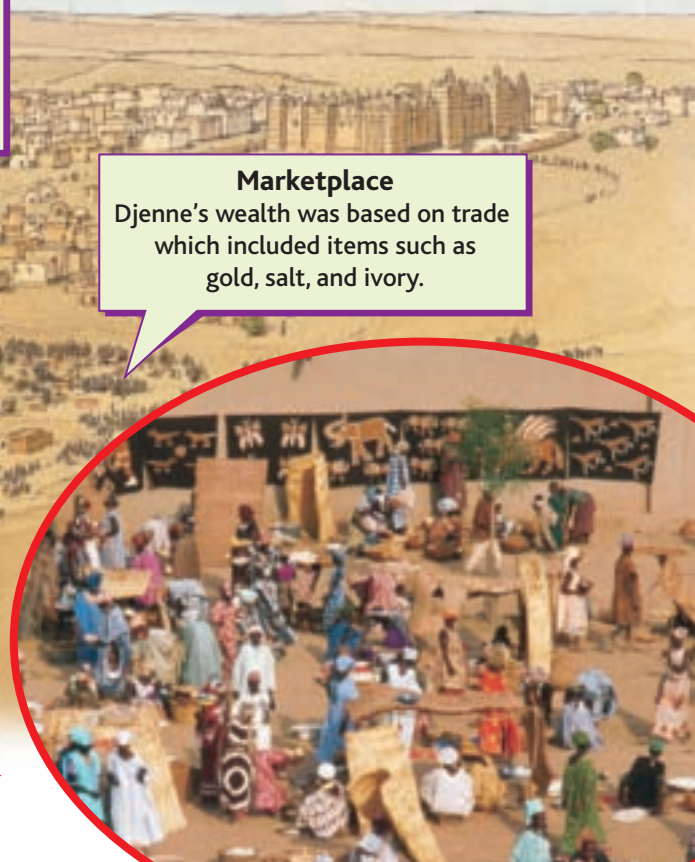 Marketplace
Djenne’s wealth was based on trade
which included items such as
gold, salt, and ivory.